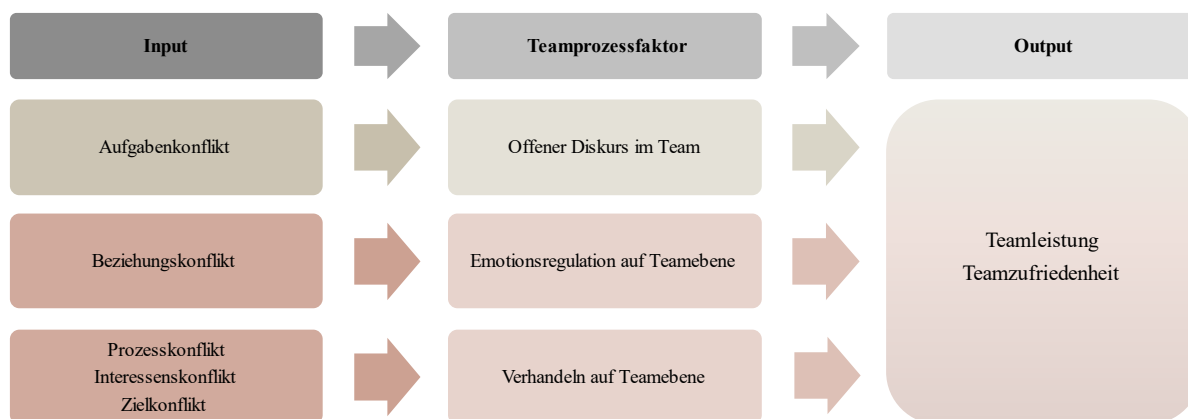 Input
Teamprozessfaktor
Output
Aufgabenkonflikt
Offener Diskurs im Team
Beziehungskonflikt
Emotionsregulation auf Teamebene
Teamleistung
Teamzufriedenheit
Prozesskonflikt
Interessenskonflikt
Zielkonflikt
Verhandeln auf Teamebene